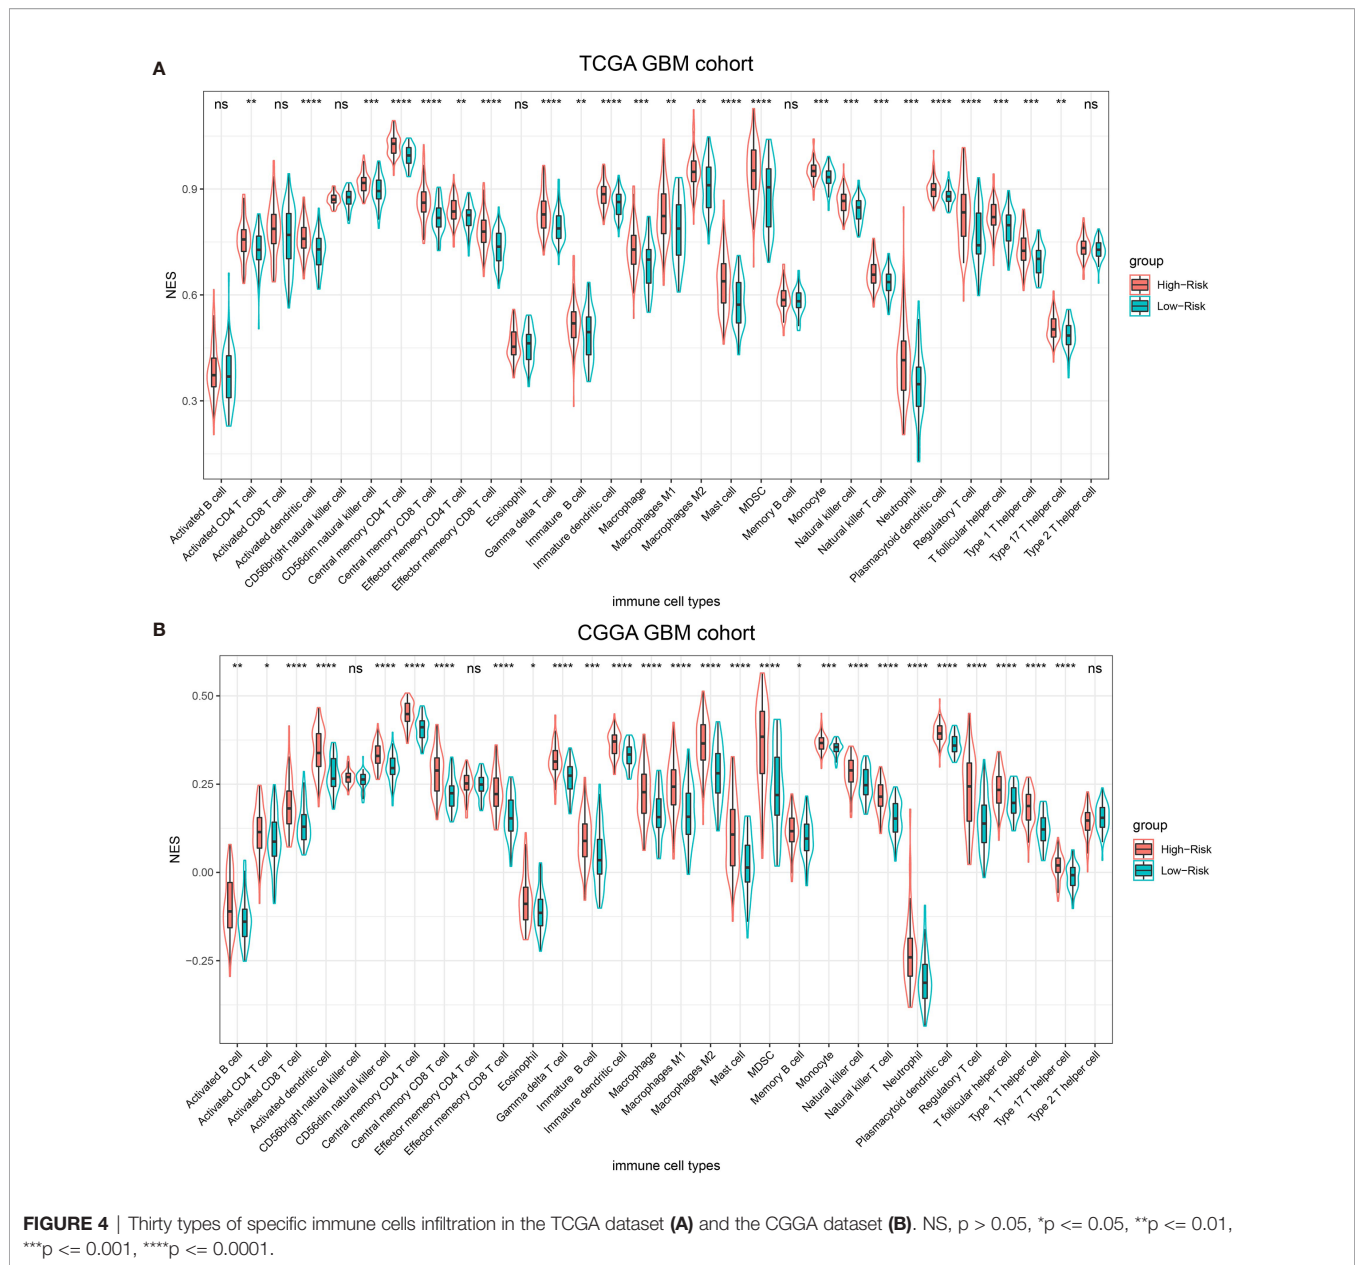 A
TCGA GBM cohort
ns ** ns **** ns *** **** **** ** **** ns **** ** **** *** ** ** **** **** ns *** *** *** *** **** **** *** *** ** ns
0.9
0.6
0.3
NES
group
High-Risk
Low-Risk
Activated B cell
Activated CD4 T cell
Activated CD8 T cell
Activated dendritic cell
CD56bright natural killer cell
CD56dim natural killer cell
Central memory CD4 T cell
Central memory CD8 T cell
Effector memeory CD4 T cell
Effector memeory CD8 T cell
Eosinophil
Gamma delta T cell
Immature B cell
Immature dendritic cell
Macrophage
Macrophages M1
Macrophages M2
Mast cell
MDSC
Memory B cell
Monocyte
Natural killer cell
Natural killer T cell
Neutrophil
Plasmacytoid dendritic cell
Regulatory T cell
T follicular helper cell
Type 1 T helper cell
Type 17 T helper cell
Type 2 T helper cell
immune cell types
B
CGGA GBM cohort
** * **** **** ns **** **** **** ns **** * **** *** **** **** **** **** **** **** * *** **** **** **** **** **** **** **** **** ns
0.50
0.25
0.00
−0.25
NES
group
High-Risk
Low-Risk
Activated B cell
Activated CD4 T cell
Activated CD8 T cell
Activated dendritic cell
CD56bright natural killer cell
CD56dim natural killer cell
Central memory CD4 T cell
Central memory CD8 T cell
Effector memeory CD4 T cell
Effector memeory CD8 T cell
Eosinophil
Gamma delta T cell
Immature B cell
Immature dendritic cell
Macrophage
Macrophages M1
Macrophages M2
Mast cell
MDSC
Memory B cell
Monocyte
Natural killer cell
Natural killer T cell
Neutrophil
Plasmacytoid dendritic cell
Regulatory T cell
T follicular helper cell
Type 1 T helper cell
Type 17 T helper cell
Type 2 T helper cell
immune cell types
FIGURE 4 | Thirty types of specific immune cells infiltration in the TCGA dataset (A) and the CGGA dataset (B). NS, p > 0.05, *p <= 0.05, **p <= 0.01,
***p <= 0.001, ****p <= 0.0001.